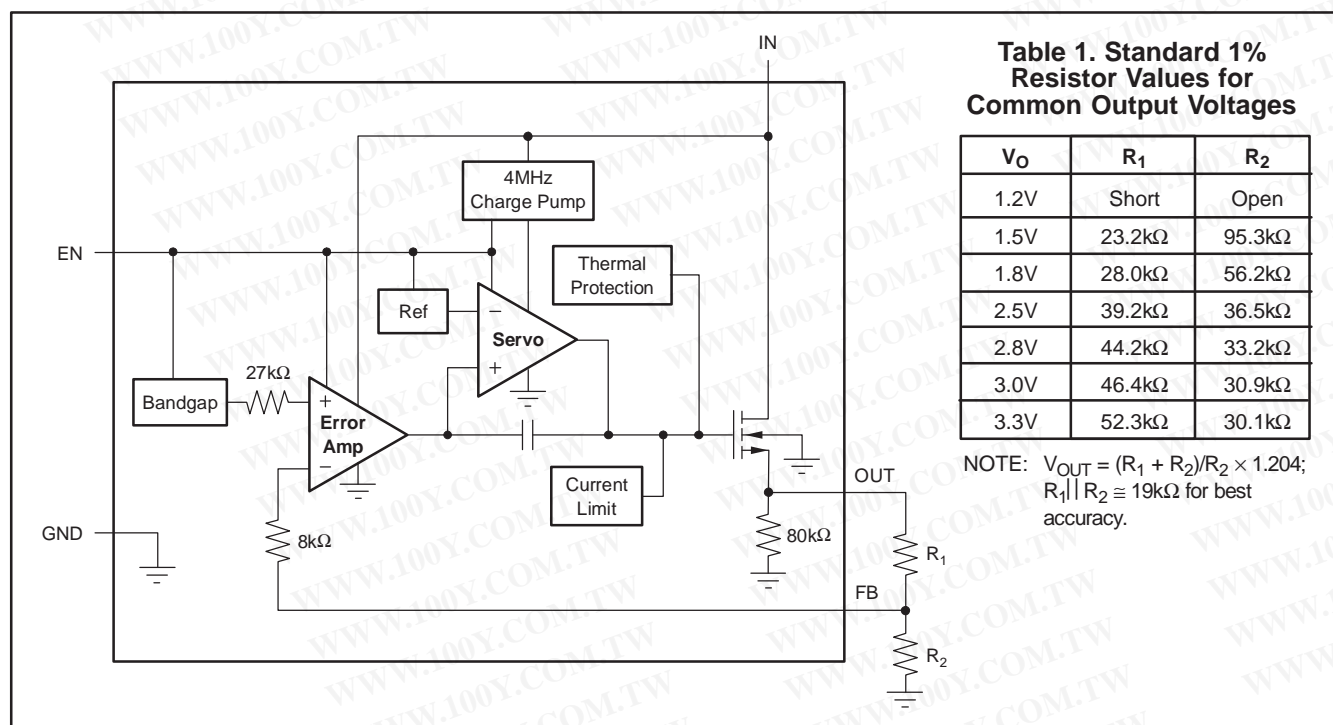 IN
4MHz
Charge Pump
EN
Thermal
Protection
Ref
−
Servo
+
27kΩ
Bandgap
+
Error
Amp
−
Current
Limit
OUT
GND
8kΩ
80kΩ
R1
FB
R2
Table 1. Standard 1%
Resistor Values for
Common Output Voltages
VO R1 R2
1.2V Short Open
1.5V 23.2kΩ 95.3kΩ
1.8V 28.0kΩ 56.2kΩ
2.5V 39.2kΩ 36.5kΩ
2.8V 44.2kΩ 33.2kΩ
3.0V 46.4kΩ 30.9kΩ
3.3V 52.3kΩ 30.1kΩ
NOTE: VOUT = (R1 + R2)/R2 × 1.204;
R1|| R2 ≅ 19kΩ for best
accuracy.
WWW.100Y.COM.TW